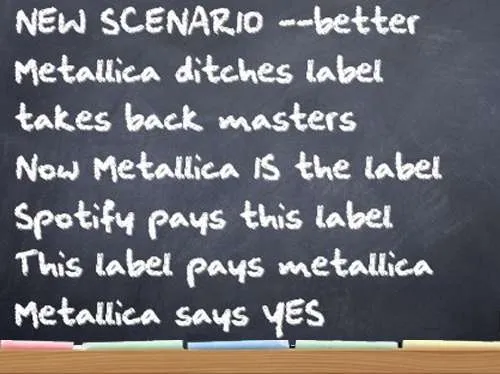 NEW SCENARIO --better
Metallica ditches label
takes back masters
Now Metallica IS the label
Spotify pays this label
This label pays metallica
Metallica says YES